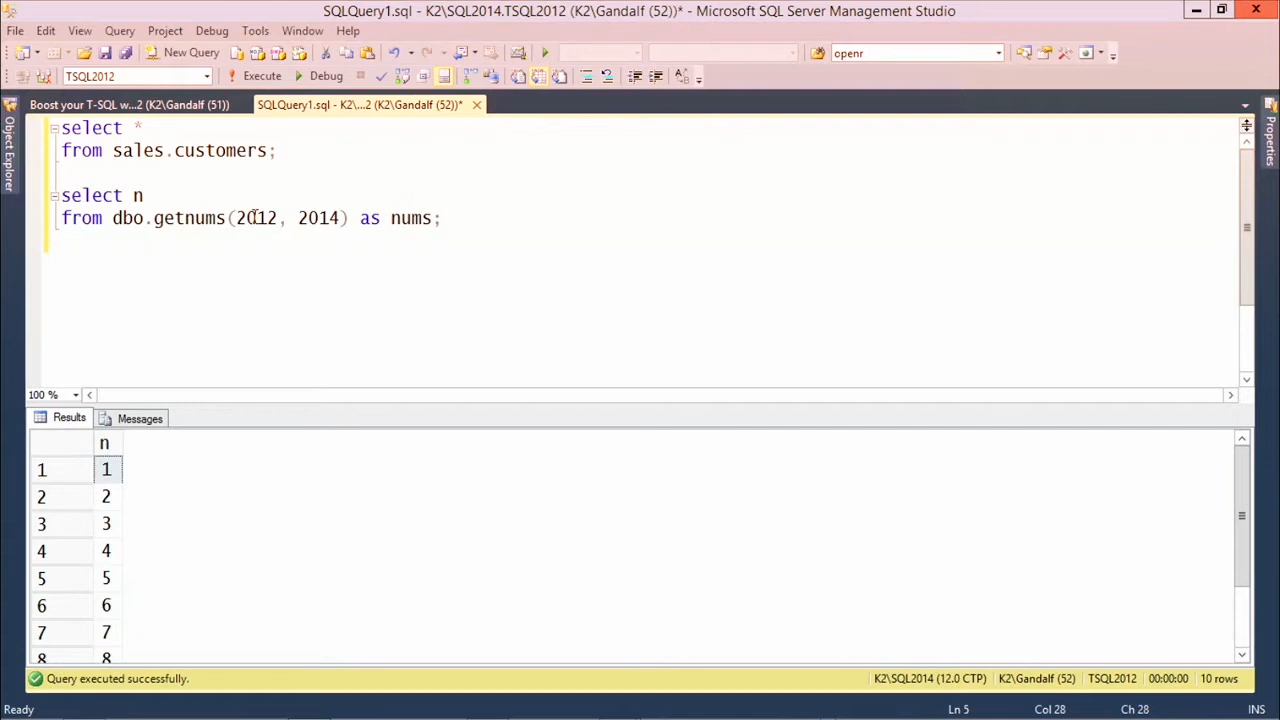 SQLQuery1.sql - K2\SQL2014.TSQL2012 (K2\Gandalf (52))* - Microsoft SQL Server Management Studio
File Edit View Query Project Debug Tools Window Help
New Query openr
TSQL2012 Execute Debug
Boost your T-SQL w...2 (K2\Gandalf (51)) SQLQuery1.sql - K2\...2 (K2\Gandalf (52))*
Object Explorer
Properties
select *
from sales.customers;
select n
from dbo.getnums(2012, 2014) as nums;
100 %
Results Messages
n
1 1
2 2
3 3
4 4
5 5
6 6
7 7
8 8
Query executed successfully. K2\SQL2014 (12.0 CTP) K2\Gandalf (52) TSQL2012 00:00:00 10 rows
Ready Ln 5 Col 28 Ch 28 INS